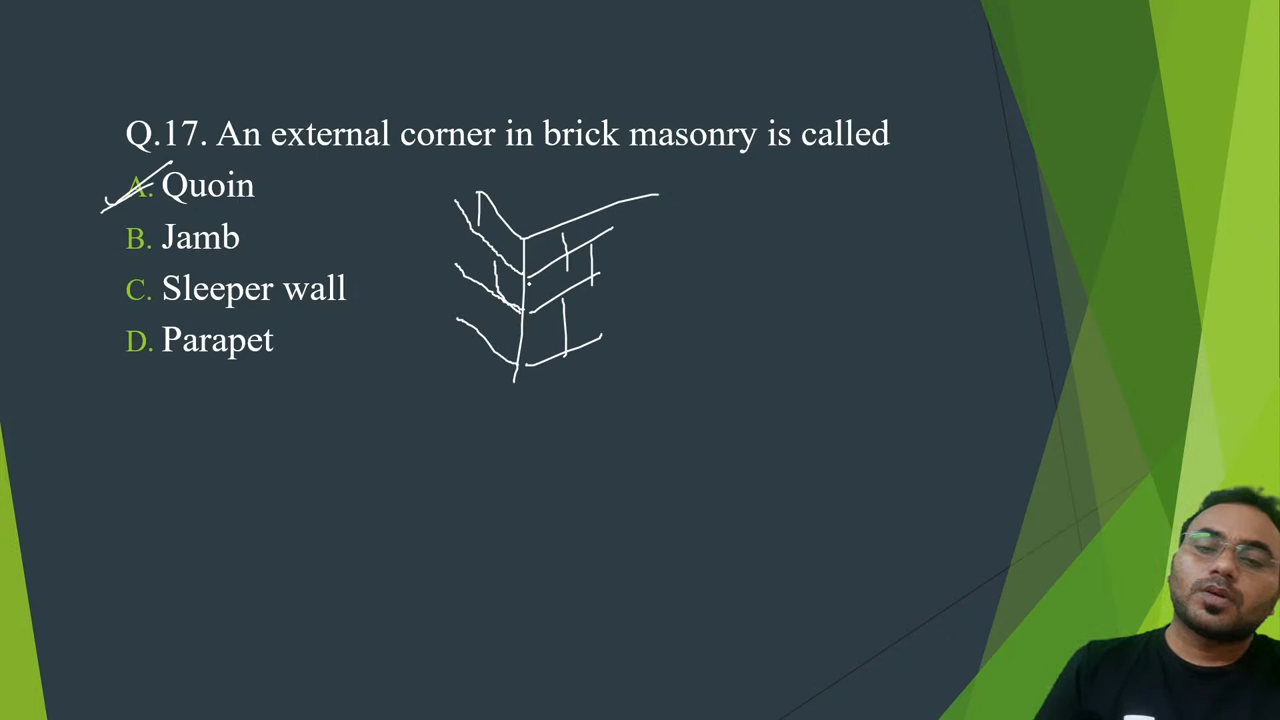 Q.17. An external corner in brick masonry is called
A. Quoin
B. Jamb
C. Sleeper wall
D. Parapet